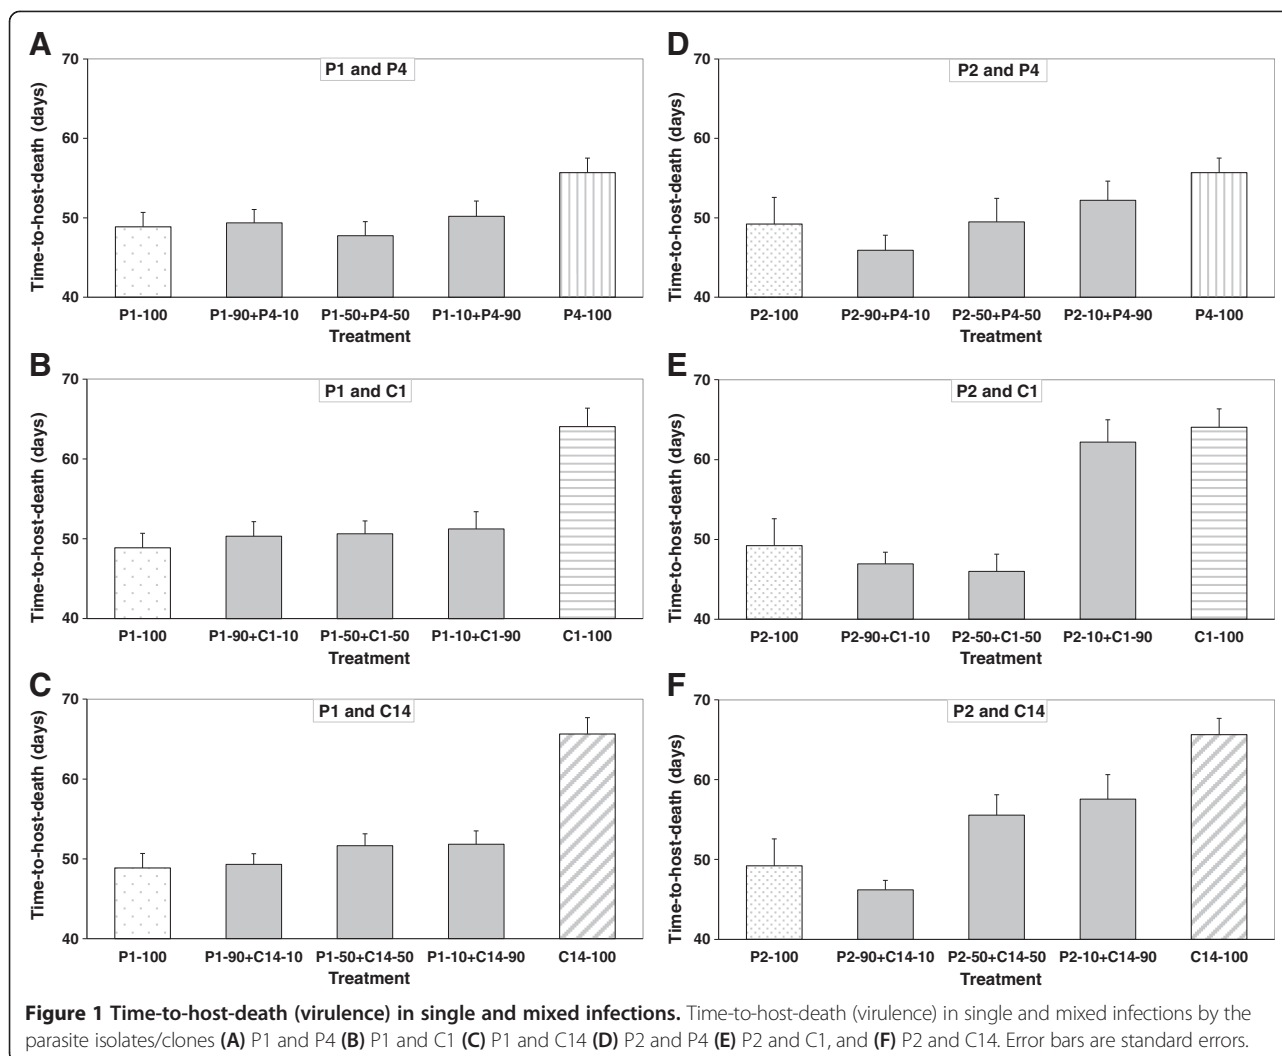 A
P1 and P4
Time-to-host-death (days)
70
60
50
40
P1-100 P1-90+P4-10 P1-50+P4-50 P1-10+P4-90 P4-100
Treatment
D
P2 and P4
Time-to-host-death (days)
70
60
50
40
P2-100 P2-90+P4-10 P2-50+P4-50 P2-10+P4-90 P4-100
Treatment
B
P1 and C1
Time-to-host-death (days)
70
60
50
40
P1-100 P1-90+C1-10 P1-50+C1-50 P1-10+C1-90 C1-100
Treatment
E
P2 and C1
Time-to-host-death (days)
70
60
50
40
P2-100 P2-90+C1-10 P2-50+C1-50 P2-10+C1-90 C1-100
Treatment
C
P1 and C14
Time-to-host-death (days)
70
60
50
40
P1-100 P1-90+C14-10 P1-50+C14-50 P1-10+C14-90 C14-100
Treatment
F
P2 and C14
Time-to-host-death (days)
70
60
50
40
P2-100 P2-90+C14-10 P2-50+C14-50 P2-10+C14-90 C14-100
Treatment
Figure 1 Time-to-host-death (virulence) in single and mixed infections. Time-to-host-death (virulence) in single and mixed infections by the
parasite isolates/clones (A) P1 and P4 (B) P1 and C1 (C) P1 and C14 (D) P2 and P4 (E) P2 and C1, and (F) P2 and C14. Error bars are standard errors.